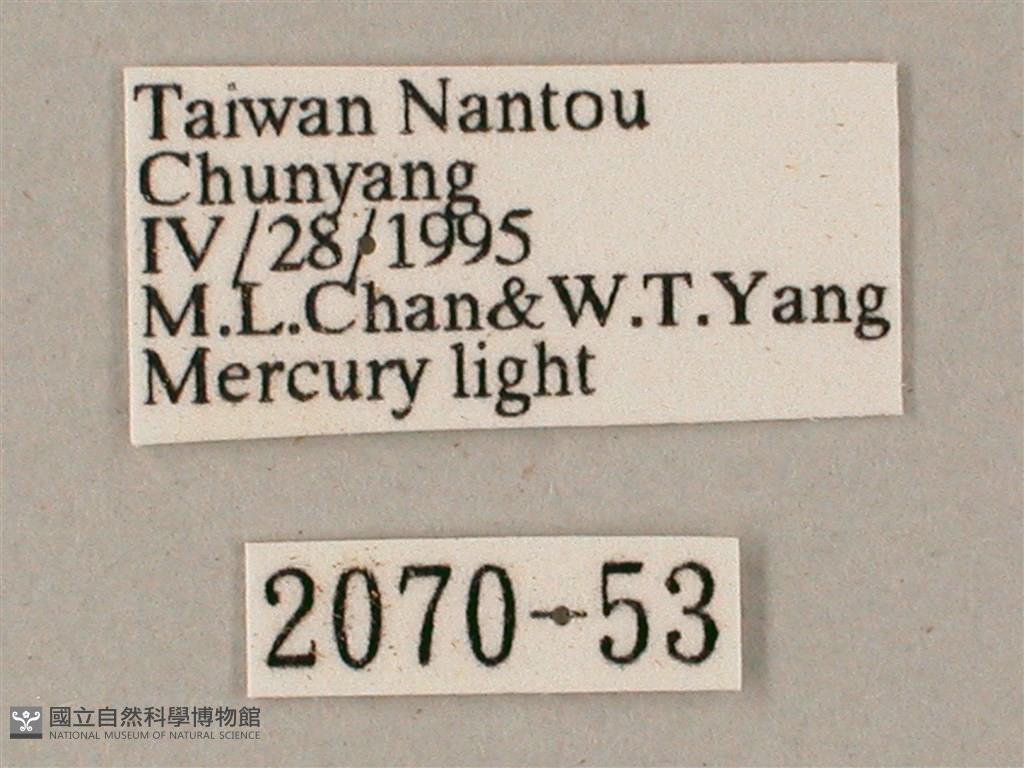 Taiwan Nantou
Chunyang
IV/28/1995
M.L.Chan&W.T.Yang
Mercury light
2070-53
國立自然科學博物館
NATIONAL MUSEUM OF NATURAL SCIENCE